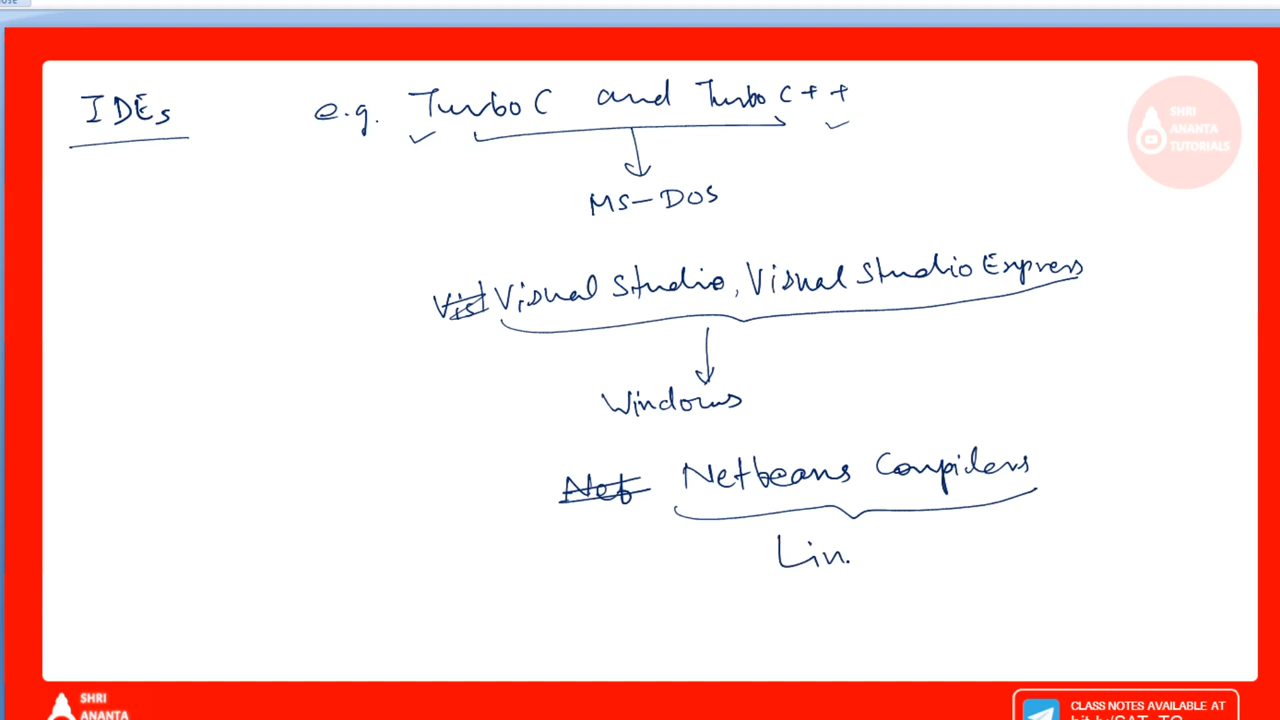 IDEs e.g. Turbo C and Turbo C++
SHRI
ANANTA
TUTORIALS
MS-DOS
Visual Studio, Visual Studio Express
Windows
Net Netbeans Compilers
Lin.
SHRI
ANANTA
CLASS NOTES AVAILABLE AT